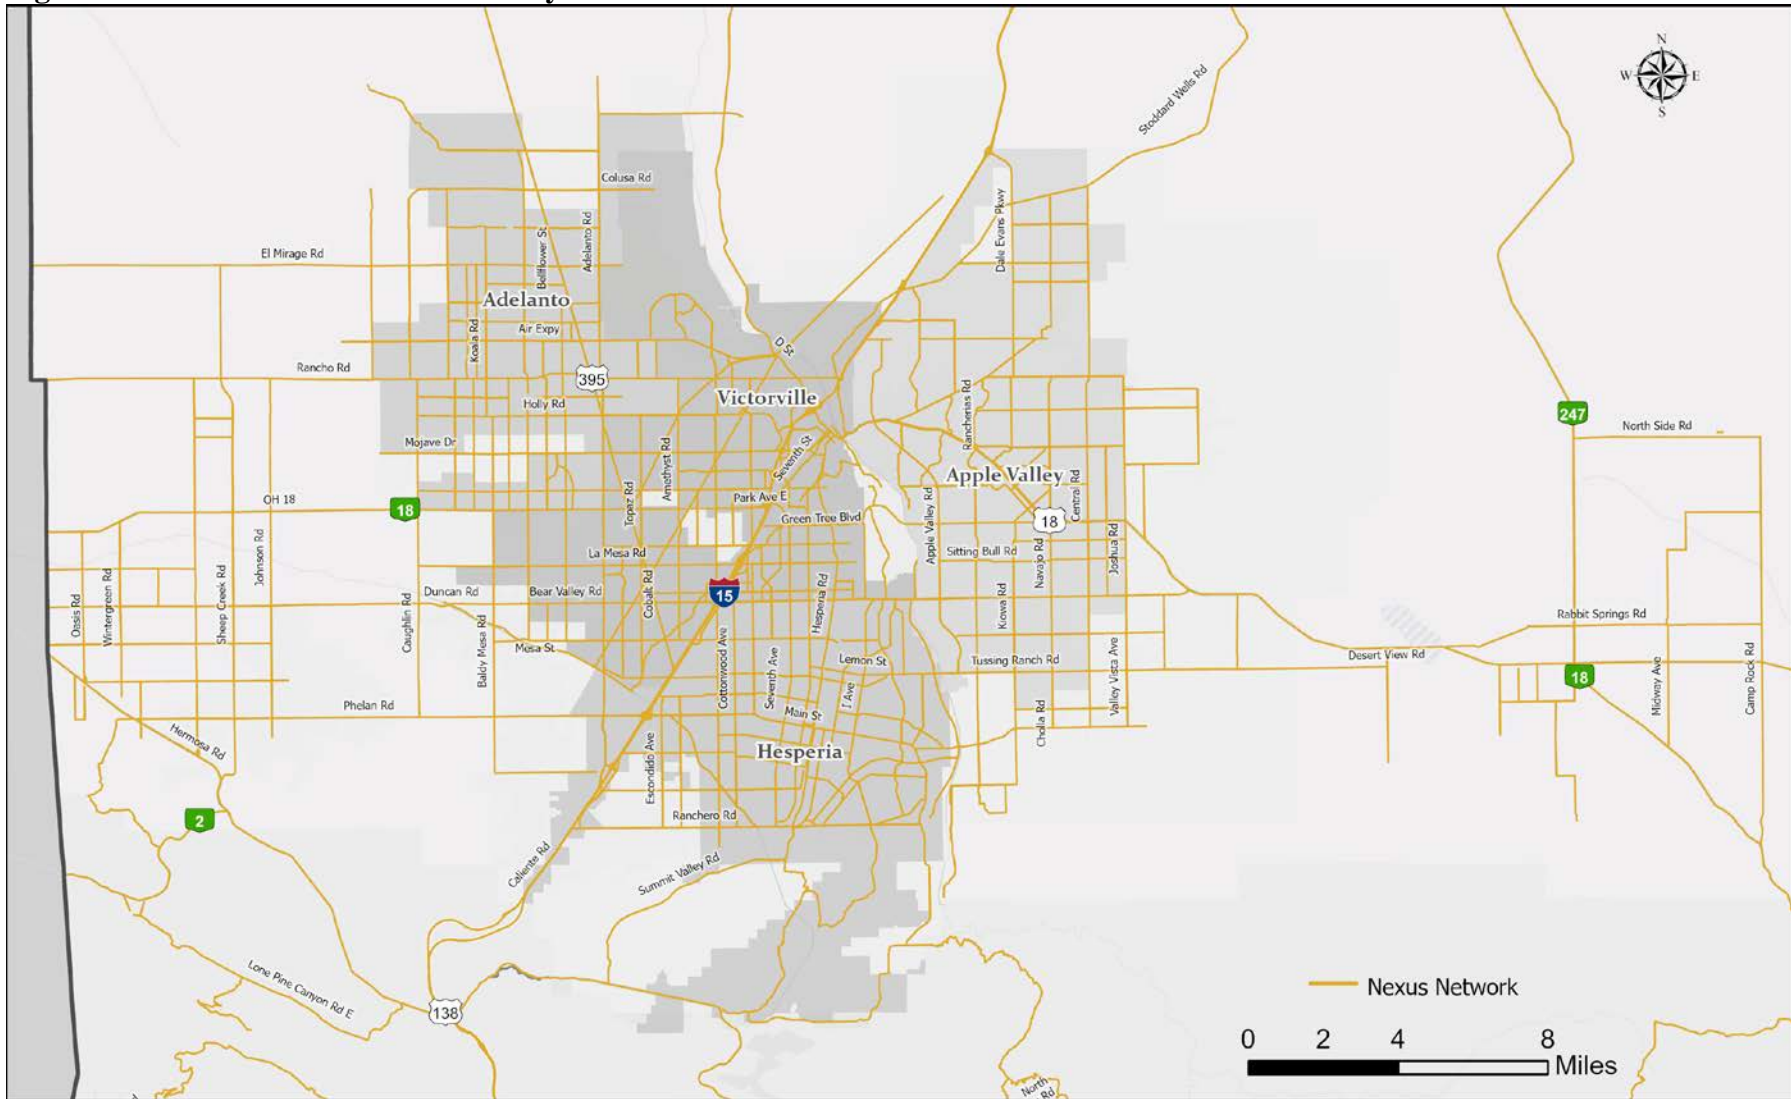 N
W E
S
Stoddard Wells Rd
Colusa Rd
Dale Evans Pkwy
Adelanto Rd
Bellflower St
El Mirage Rd
Adelanto
Air Expy
Koala Rd
D St
Rancho Rd
395
Victorville
Holly Rd
Rancherias Rd
247
North Side Rd
Mojave Dr
Amethyst Rd
Seventh St
Apple Valley
OH 18
18
Topaz Rd
Park Ave E
Green Tree Blvd
Apple Valley Rd
Central Rd
18
Johnson Rd
La Mesa Rd
Sitting Bull Rd
Navajo Rd
Joshua Rd
Oasis Rd
Wintergreen Rd
Sheep Creek Rd
Caughlin Rd
Duncan Rd
Bear Valley Rd
Cobalt Rd
15
Hesperia Rd
Kiowa Rd
Rabbit Springs Rd
Baldy Mesa Rd
Mesa St
Cottonwood Ave
Seventh Ave
Lemon St
Tussing Ranch Rd
Valley Vista Ave
Desert View Rd
18
Midway Ave
Camp Rock Rd
Phelan Rd
I Ave
Main St
Cholla Rd
Hermosa Rd
Escondido Ave
Hesperia
2
Ranchero Rd
Caliente Rd
Summit Valley Rd
Lone Pine Canyon Rd E
138
Nexus Network
0 2 4 8
Miles
North
Rd